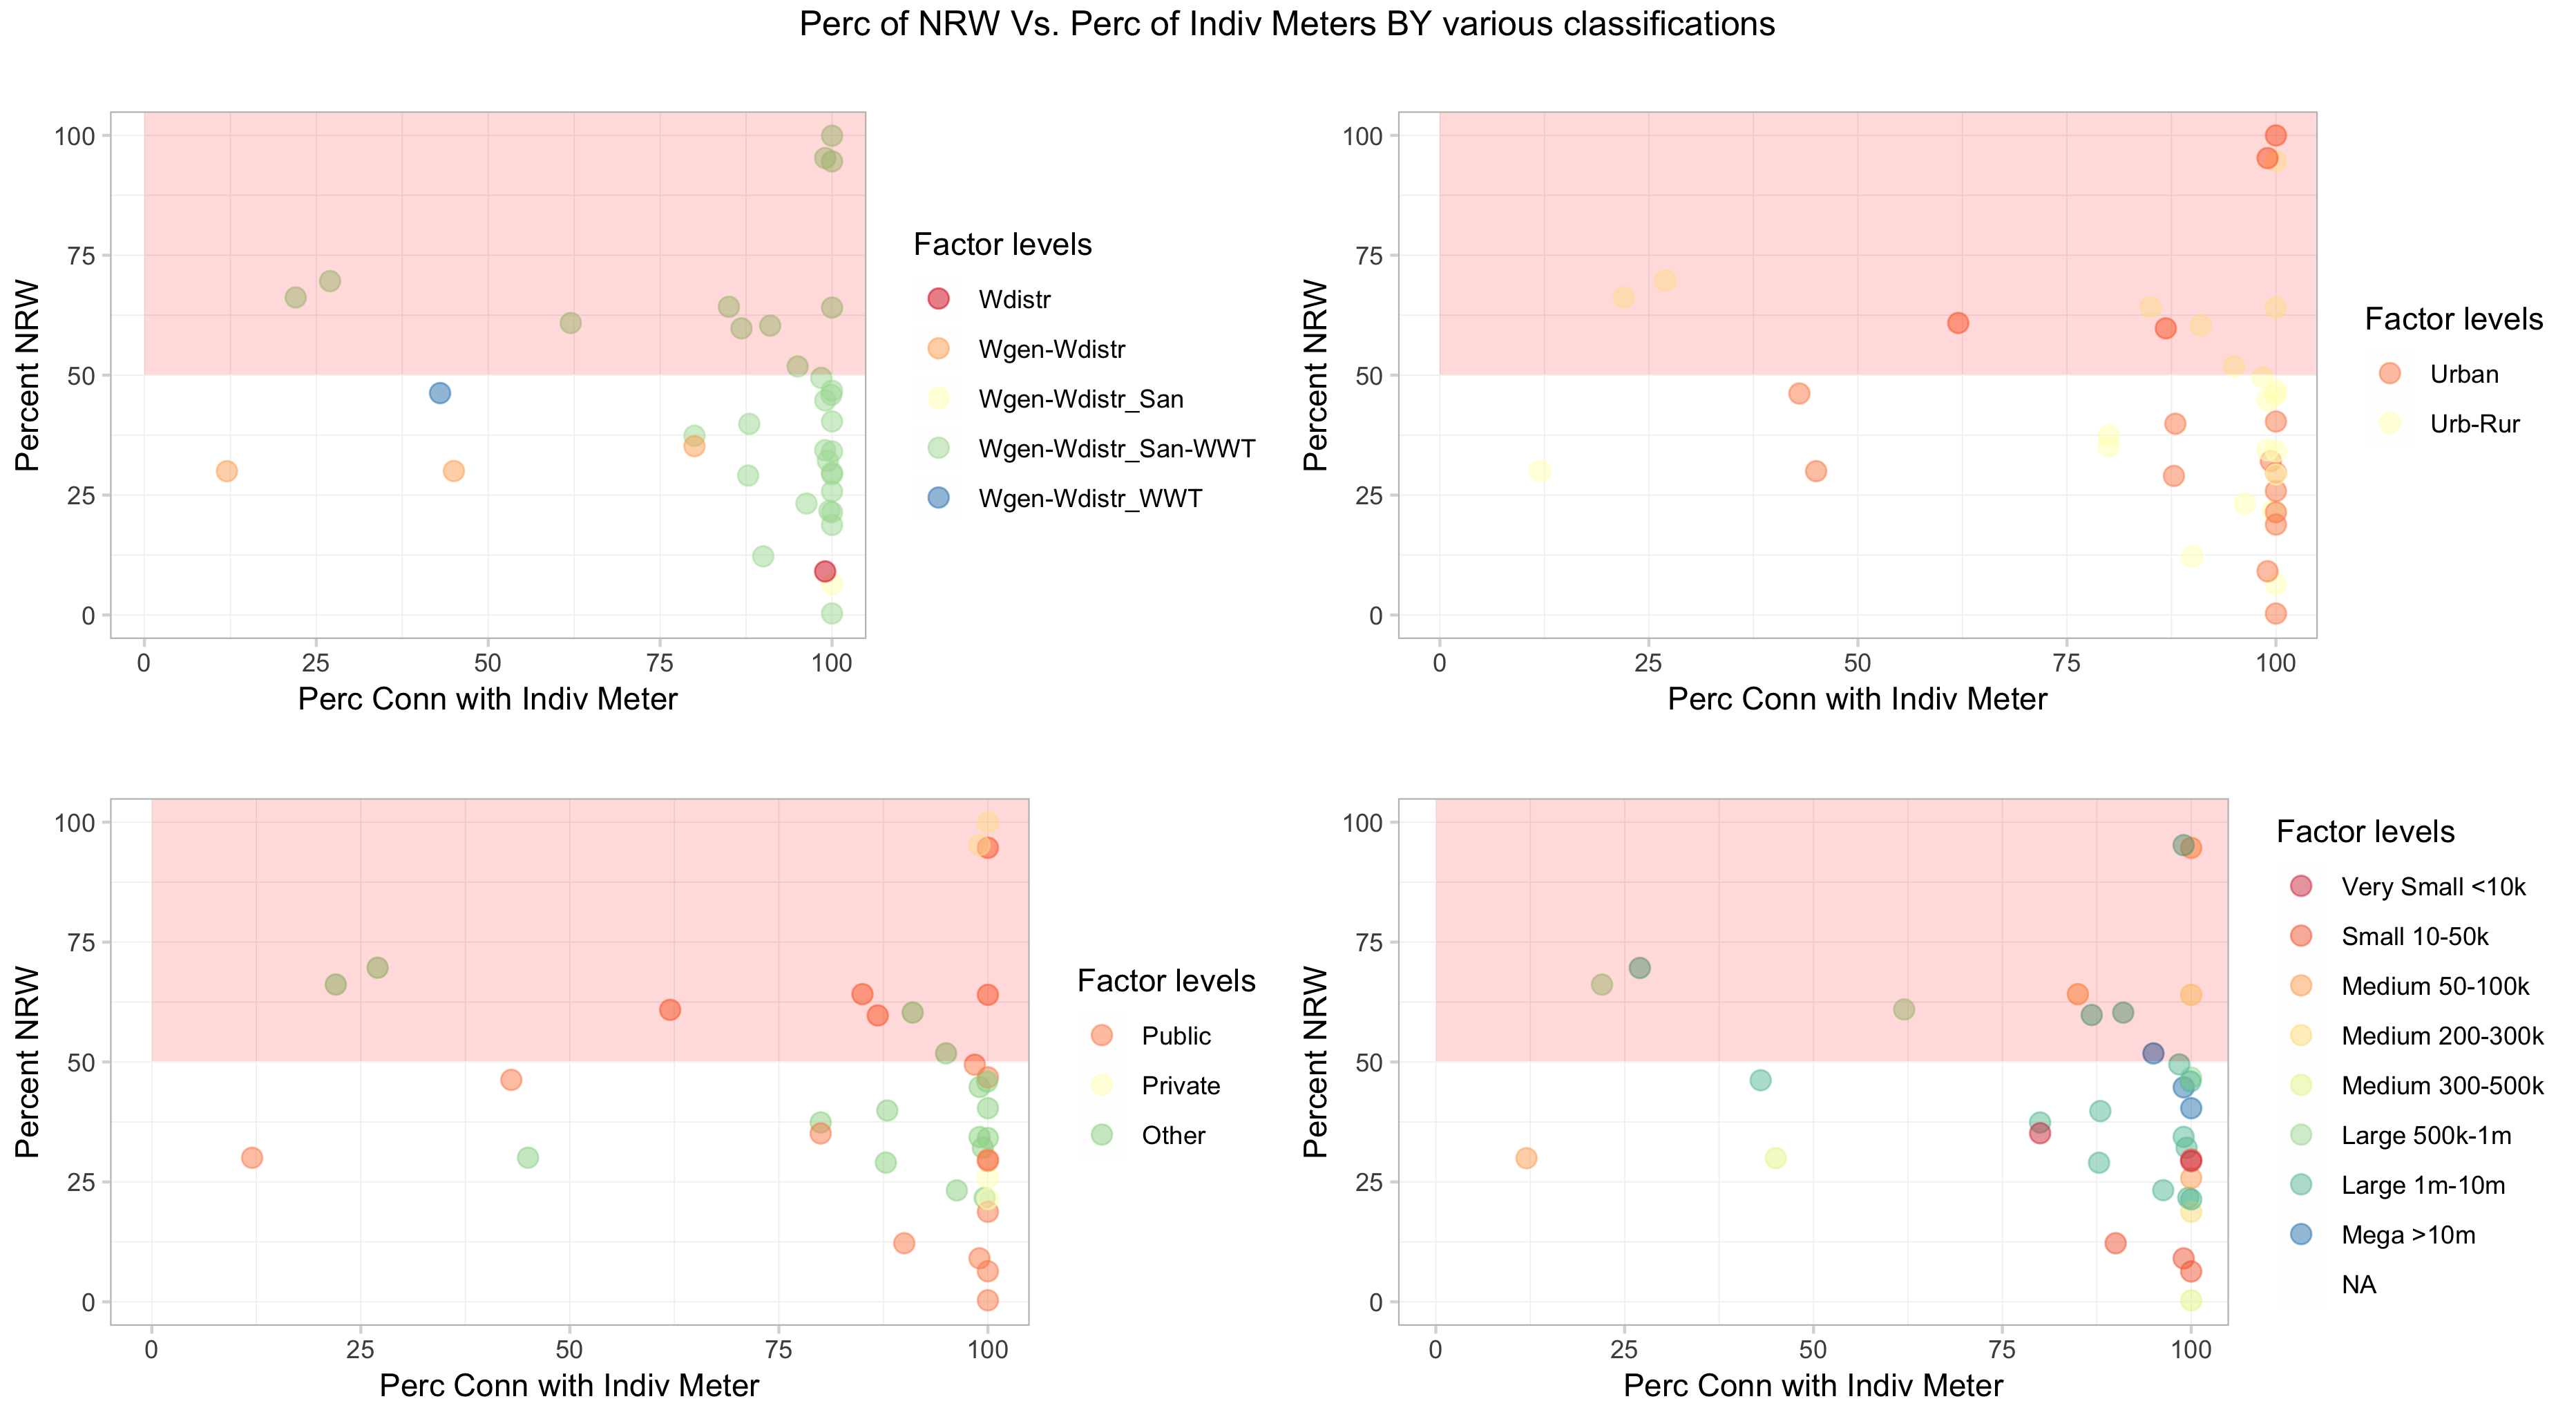 Perc of NRW Vs. Perc of Indiv Meters BY various classifications
Percent NRW
100
75
50
25
0
0 25 50 75 100
Perc Conn with Indiv Meter
Factor levels
Wdistr
Wgen-Wdistr
Wgen-Wdistr_San
Wgen-Wdistr_San-WWT
Wgen-Wdistr_WWT
Percent NRW
100
75
50
25
0
0 25 50 75 100
Perc Conn with Indiv Meter
Factor levels
Urban
Urb-Rur
Percent NRW
100
75
50
25
0
0 25 50 75 100
Perc Conn with Indiv Meter
Factor levels
Public
Private
Other
Percent NRW
100
75
50
25
0
0 25 50 75 100
Perc Conn with Indiv Meter
Factor levels
Very Small <10k
Small 10-50k
Medium 50-100k
Medium 200-300k
Medium 300-500k
Large 500k-1m
Large 1m-10m
Mega >10m
NA